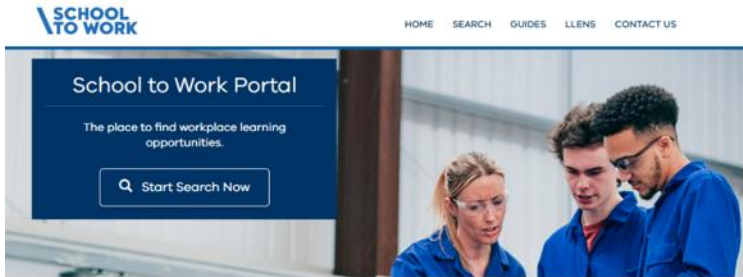 SCHOOL
TO WORK
HOME SEARCH GUIDES LLENS CONTACT US
School to Work Portal
The place to find workplace learning
opportunities.
Start Search Now